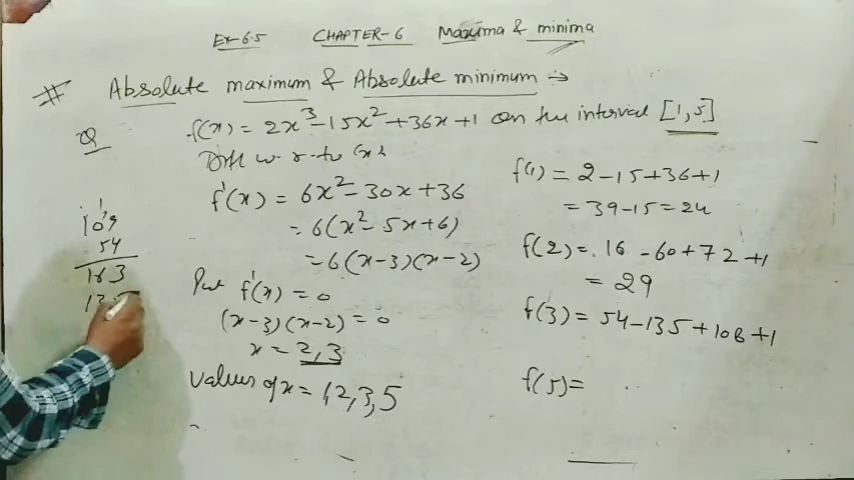 Ex-6.5 CHAPTER-6 Maxima & minima
# Absolute maximum & Absolute minimum :→
Q f(x) = 2x³-15x²+36x+1 on the interval [1,5]
Diff w.r.to (x)
f'(x) = 6x²-30x+36
= 6(x²-5x+6)
= 6(x-3)(x-2)
Put f'(x) = 0
(x-3)(x-2) = 0
x = 2,3
values of x = 1,2,3,5
f(1) = 2-15+36+1
= 39-15 = 24
f(2) = 16-60+72+1
= 29
f(3) = 54-135+108+1
f(5) =
1
109
54
163